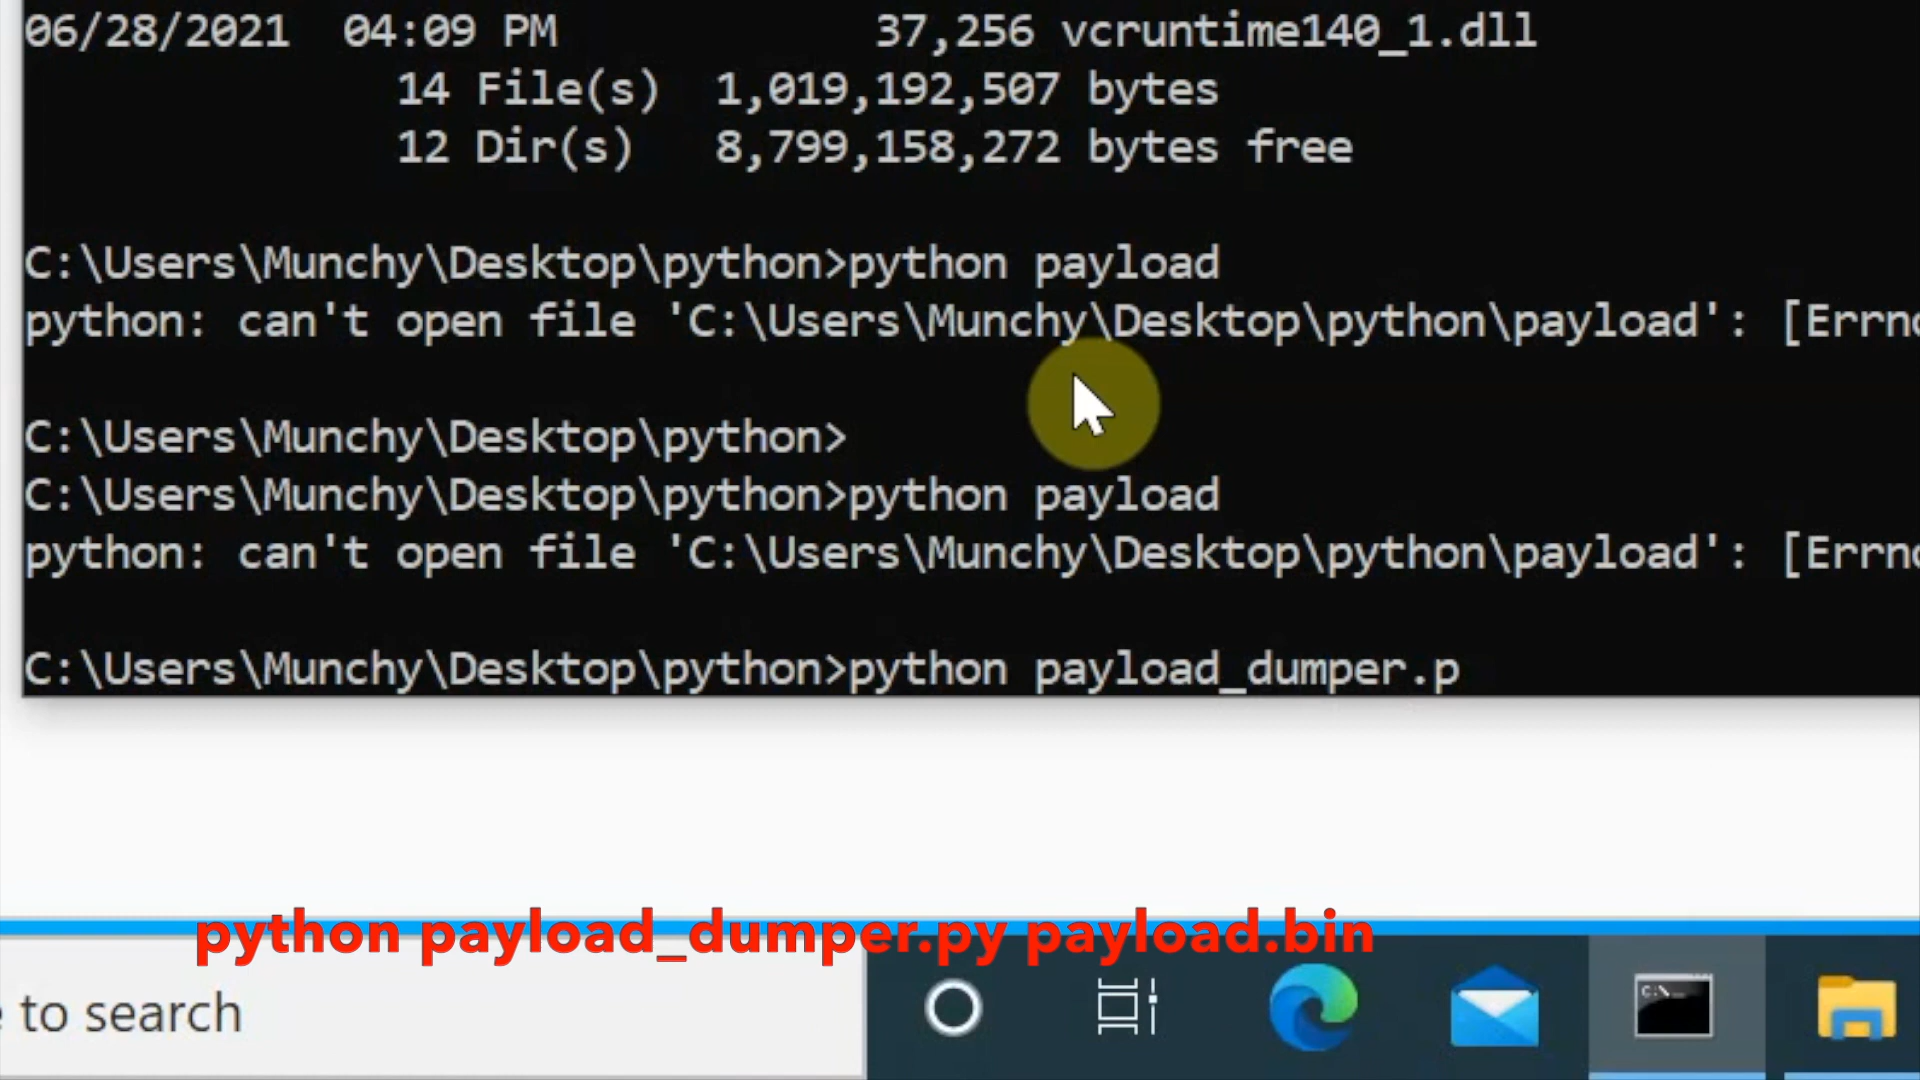 06/28/2021 04:09 PM 37,256 vcruntime140_1.dll
14 File(s) 1,019,192,507 bytes
12 Dir(s) 8,799,158,272 bytes free
C:\Users\Munchy\Desktop\python>python payload
python: can't open file 'C:\Users\Munchy\Desktop\python\payload': [Errno
C:\Users\Munchy\Desktop\python>
C:\Users\Munchy\Desktop\python>python payload
python: can't open file 'C:\Users\Munchy\Desktop\python\payload': [Errno
C:\Users\Munchy\Desktop\python>python payload_dumper.p
python payload_dumper.py payload.bin
e to search
C:\_